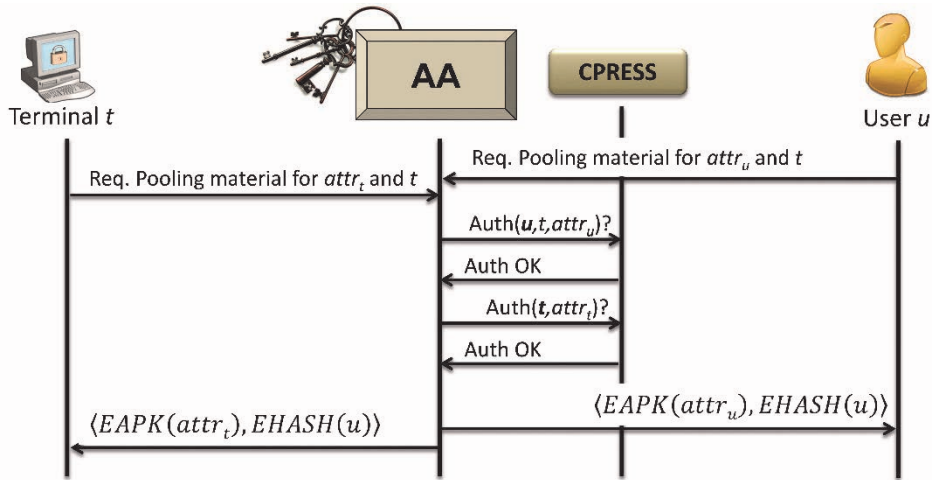 AA
CPRESS
Terminal t
User u
Req. Pooling material for attr_u and t
Req. Pooling material for attr_t and t
Auth(u,t,attr_u)?
Auth OK
Auth(t,attr_t)?
Auth OK
⟨EAPK(attr_u), EHASH(u)⟩
⟨EAPK(attr_t), EHASH(u)⟩